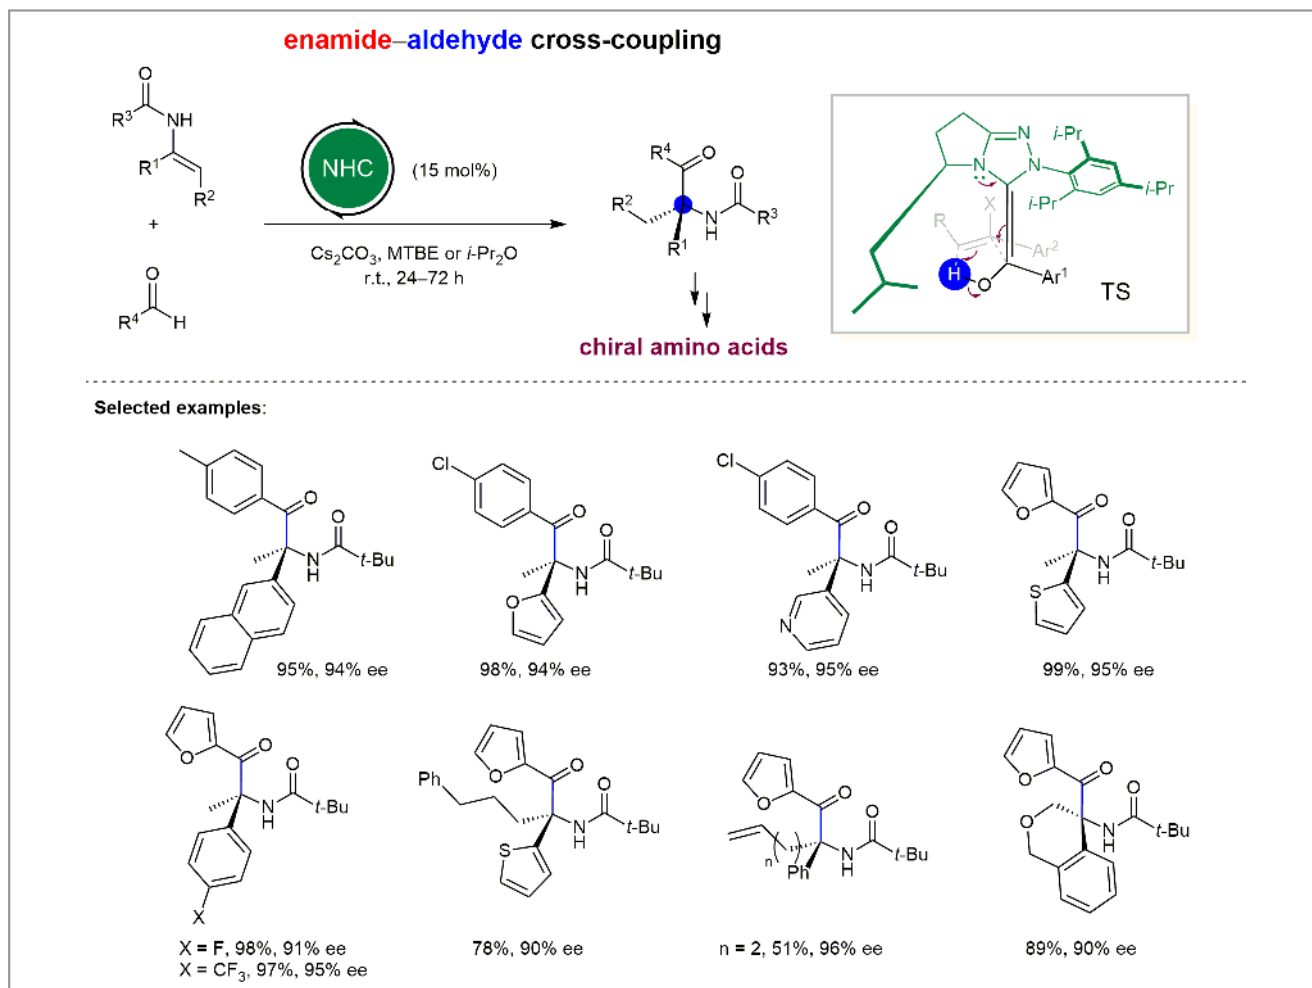 enamide–aldehyde cross-coupling
O
R³
NH
R¹
R²
+
O
R⁴
H
NHC
(15 mol%)
Cs₂CO₃, MTBE or i-Pr₂O
r.t., 24–72 h
R⁴
O
R²
N
H
O
R³
R¹
chiral amino acids
N
N
N
i-Pr
i-Pr
i-Pr
X
R
Ar²
H
O
Ar¹
TS
Selected examples:
O
O
N
H
t-Bu
95%, 94% ee
Cl
O
O
N
H
t-Bu
O
98%, 94% ee
Cl
O
O
N
H
t-Bu
N
93%, 95% ee
O
O
O
N
H
t-Bu
S
99%, 95% ee
O
O
O
N
H
t-Bu
X
X = F, 98%, 91% ee
X = CF₃, 97%, 95% ee
Ph
O
O
O
N
H
t-Bu
S
78%, 90% ee
O
O
O
n
Ph
N
H
t-Bu
n = 2, 51%, 96% ee
O
O
O
O
N
H
t-Bu
89%, 90% ee